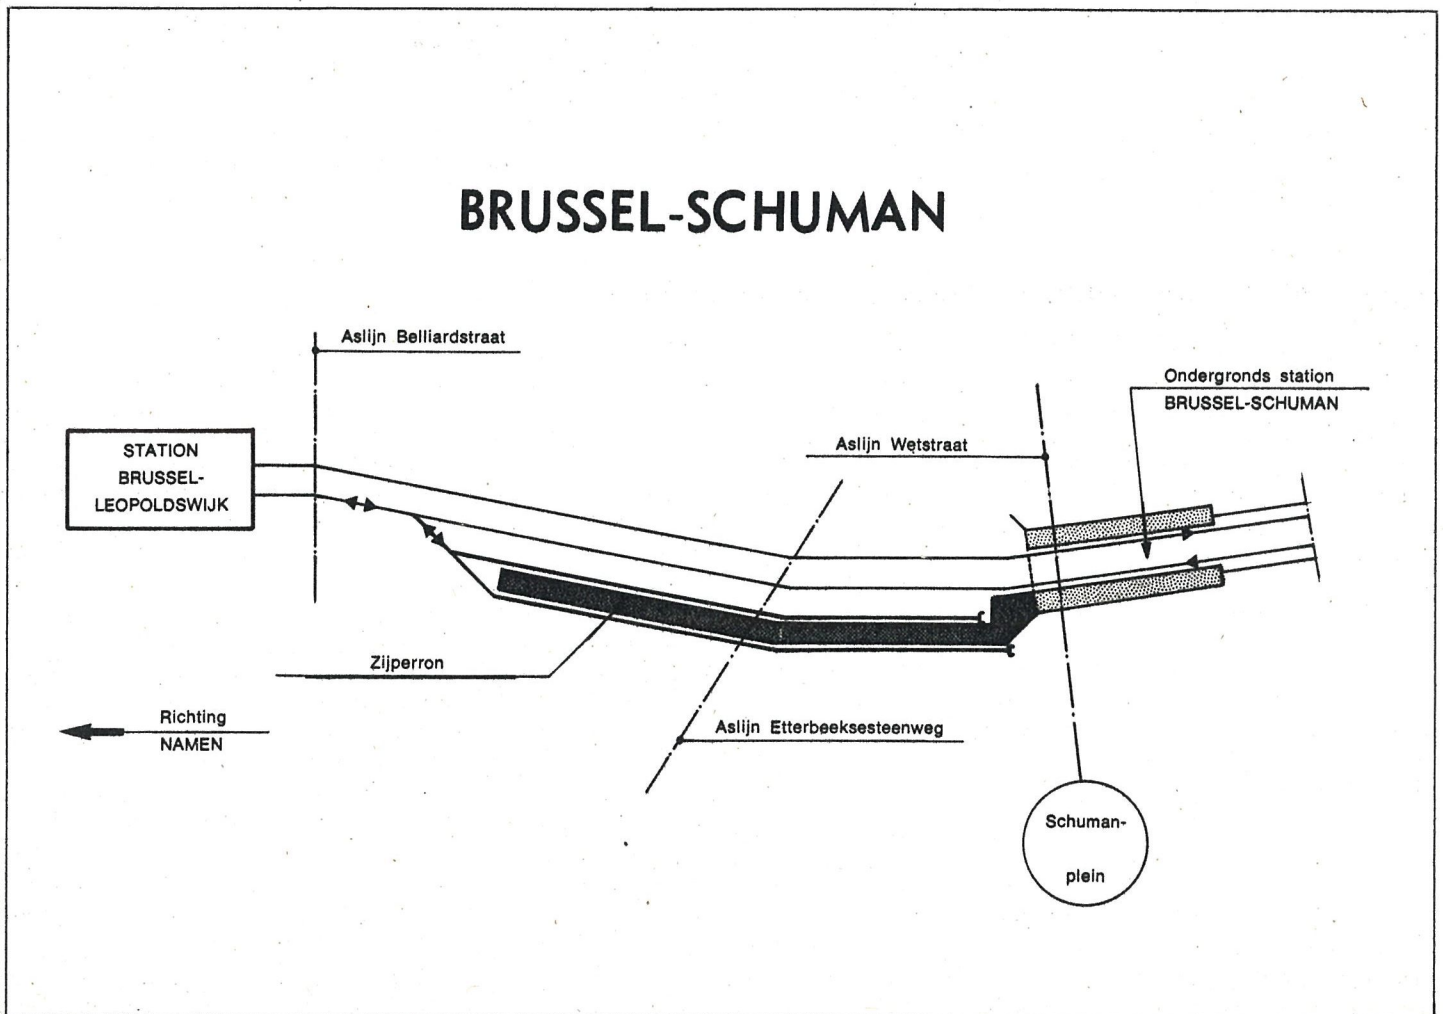 BRUSSEL-SCHUMAN
Aslijn Belliardstraat
Ondergronds station
BRUSSEL-SCHUMAN
Aslijn Wetstraat
STATION
BRUSSEL-
LEOPOLDSWIJK
Zijperron
Richting
NAMEN
Aslijn Etterbeeksesteenweg
Schuman-
plein